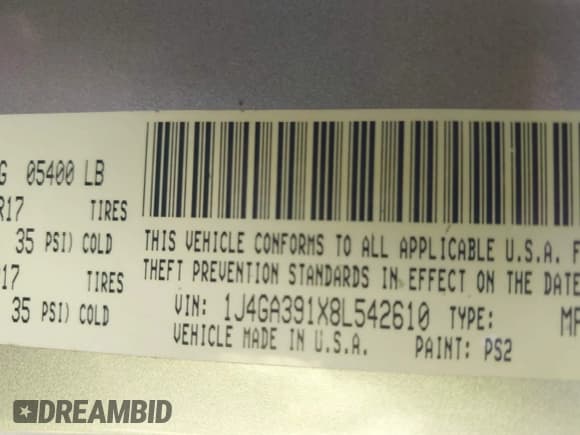 G 05400 LB
R17 TIRES
35 PSI) COLD
R17 TIRES
35 PSI) COLD
THIS VEHICLE CONFORMS TO ALL APPLICABLE U.S.A. F
THEFT PREVENTION STANDARDS IN EFFECT ON THE DATE
VIN: 1J4GA391X8L542610 TYPE: MP
VEHICLE MADE IN U.S.A. PAINT: PS2
DREAMBID